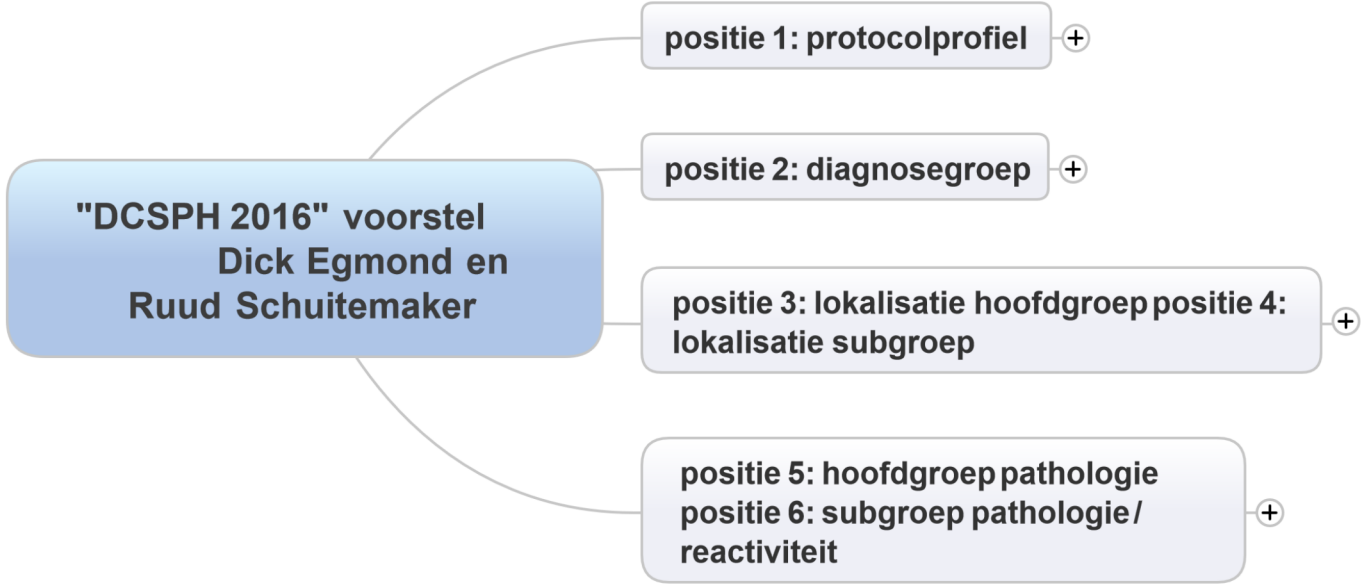 "DCSPH 2016" voorstel
Dick Egmond en
Ruud Schuitemaker
positie 1: protocolprofiel
positie 2: diagnosegroep
positie 3: lokalisatie hoofdgroep positie 4:
lokalisatie subgroep
positie 5: hoofdgroep pathologie
positie 6: subgroep pathologie /
reactiviteit